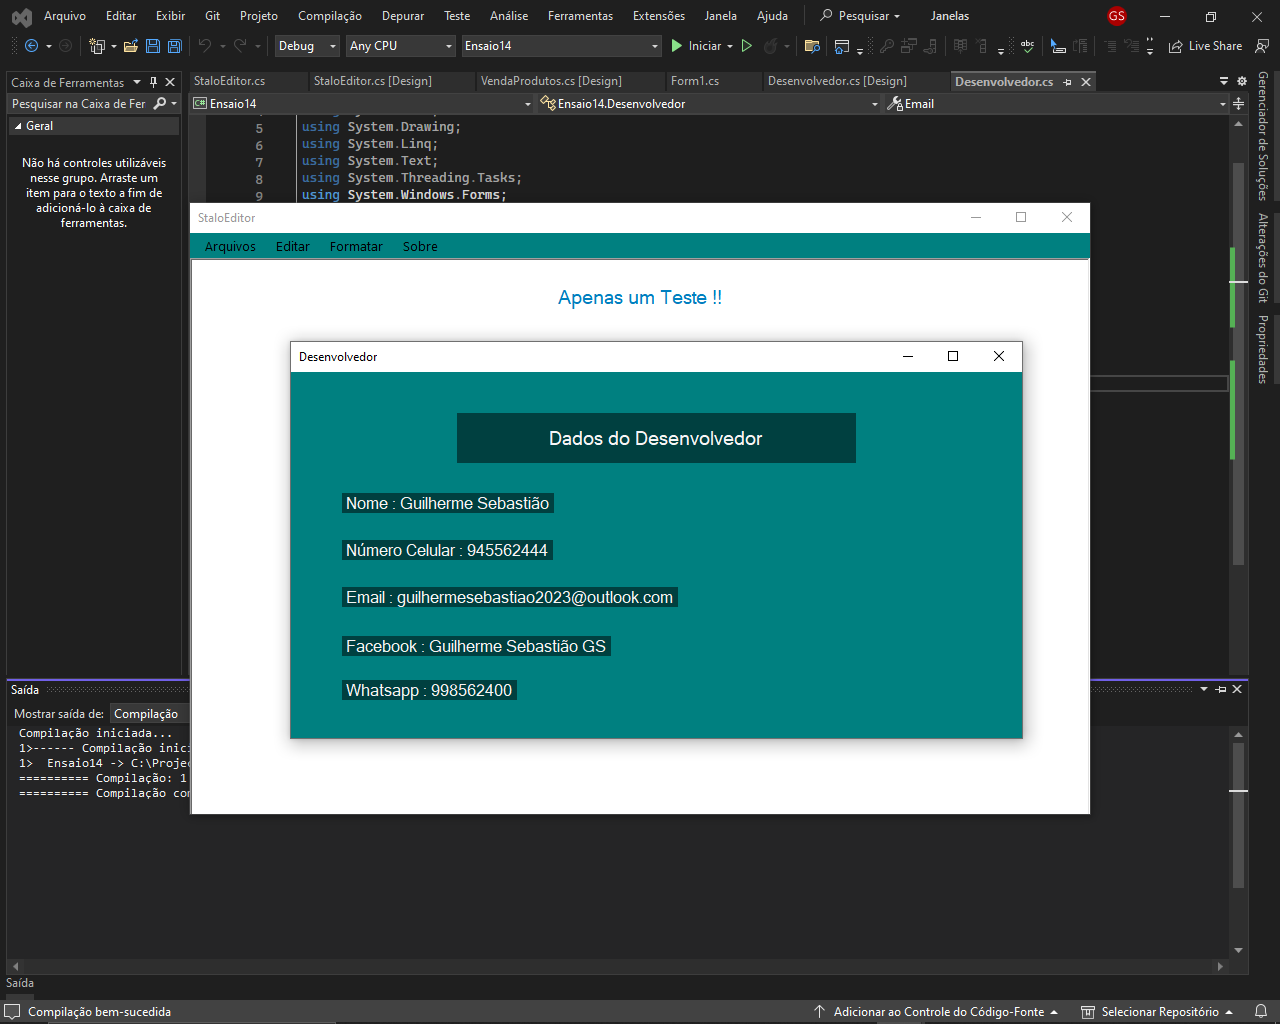 Arquivo Editar Exibir Git Projeto Compilação Depurar Teste Análise Ferramentas Extensões Janela Ajuda Pesquisar Janelas GS
Debug Any CPU Ensaio14 Iniciar abc Live Share
Caixa de Ferramentas
StaloEditor.cs StaloEditor.cs [Design] VendaProdutos.cs [Design] Form1.cs Desenvolvedor.cs [Design] Desenvolvedor.cs
Pesquisar na Caixa de Fer
C# Ensaio14 Ensaio14.Desenvolvedor Email
Geral
Não há controles utilizáveis
nesse grupo. Arraste um
item para o texto a fim de
adicioná-lo à caixa de
ferramentas.
5 using System.Drawing;
6 using System.Linq;
7 using System.Text;
8 using System.Threading.Tasks;
9 using System.Windows.Forms;
StaloEditor
Arquivos Editar Formatar Sobre
Apenas um Teste !!
Desenvolvedor
Dados do Desenvolvedor
Nome : Guilherme Sebastião
Número Celular : 945562444
Email : guilhermesebastiao2023@outlook.com
Facebook : Guilherme Sebastião GS
Whatsapp : 998562400
Gerenciador de Soluções
Alterações do Git
Propriedades
Saída
Mostrar saída de: Compilação
Compilação iniciada...
1>------ Compilação inici
1> Ensaio14 -> C:\Projec
========== Compilação: 1
========== Compilação con
Saída
Compilação bem-sucedida Adicionar ao Controle do Código-Fonte Selecionar Repositório